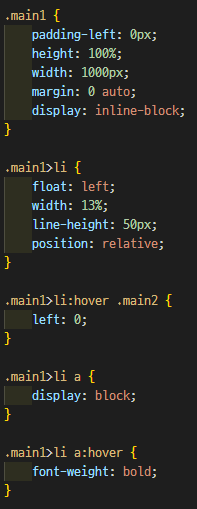 .main1 {
    padding-left: 0px;
    height: 100%;
    width: 1000px;
    margin: 0 auto;
    display: inline-block;
}

.main1>li {
    float: left;
    width: 13%;
    line-height: 50px;
    position: relative;
}

.main1>li:hover .main2 {
    left: 0;
}

.main1>li a {
    display: block;
}

.main1>li a:hover {
    font-weight: bold;
}